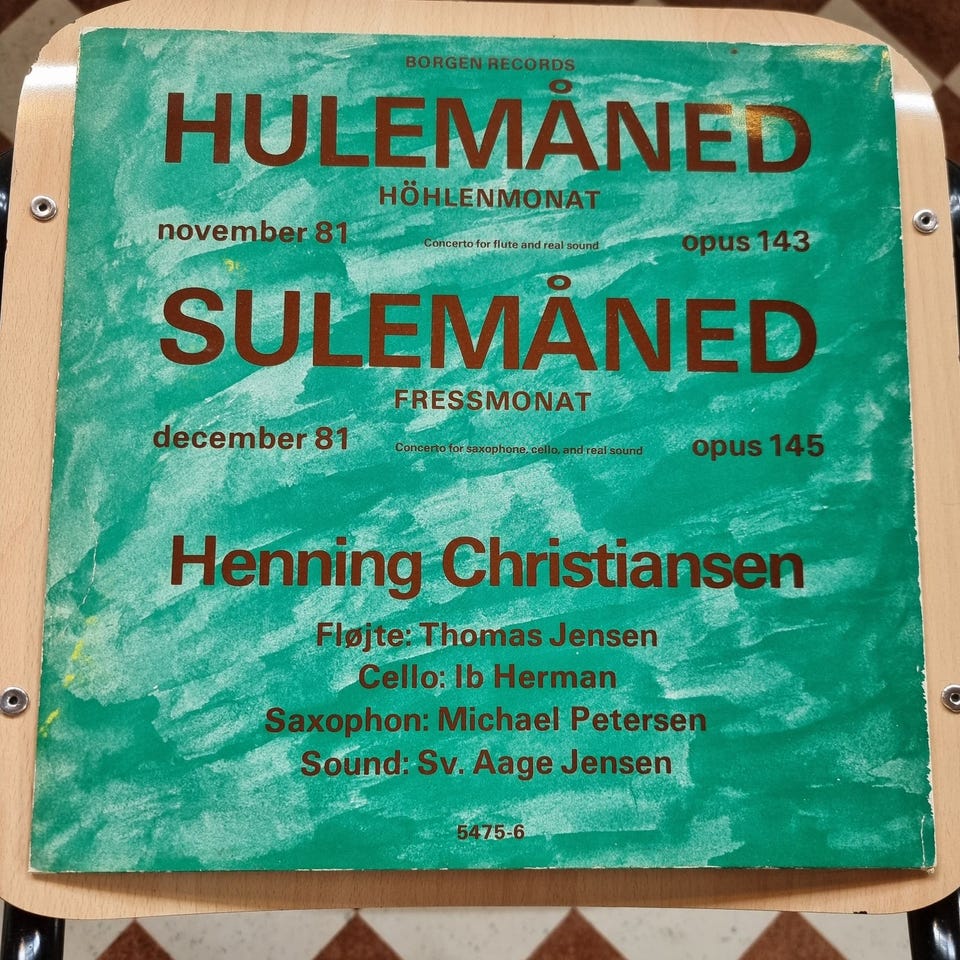 BORGEN RECORDS
HULEMÅNED
HÖHLENMONAT
november 81 Concerto for flute and real sound opus 143
SULEMÅNED
FRESSMONAT
december 81 Concerto for saxophone, cello, and real sound opus 145
Henning Christiansen
Fløjte: Thomas Jensen
Cello: Ib Herman
Saxophon: Michael Petersen
Sound: Sv. Aage Jensen
5475-6